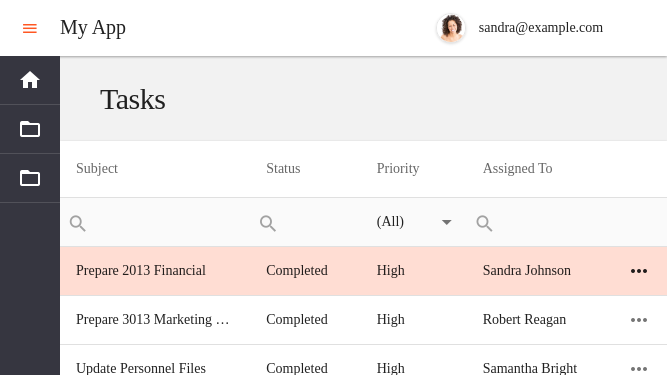 My App
sandra@example.com
Tasks
Subject Status Priority Assigned To
(All)
Prepare 2013 Financial Completed High Sandra Johnson
Prepare 3013 Marketing … Completed High Robert Reagan
Update Personnel Files Completed High Samantha Bright